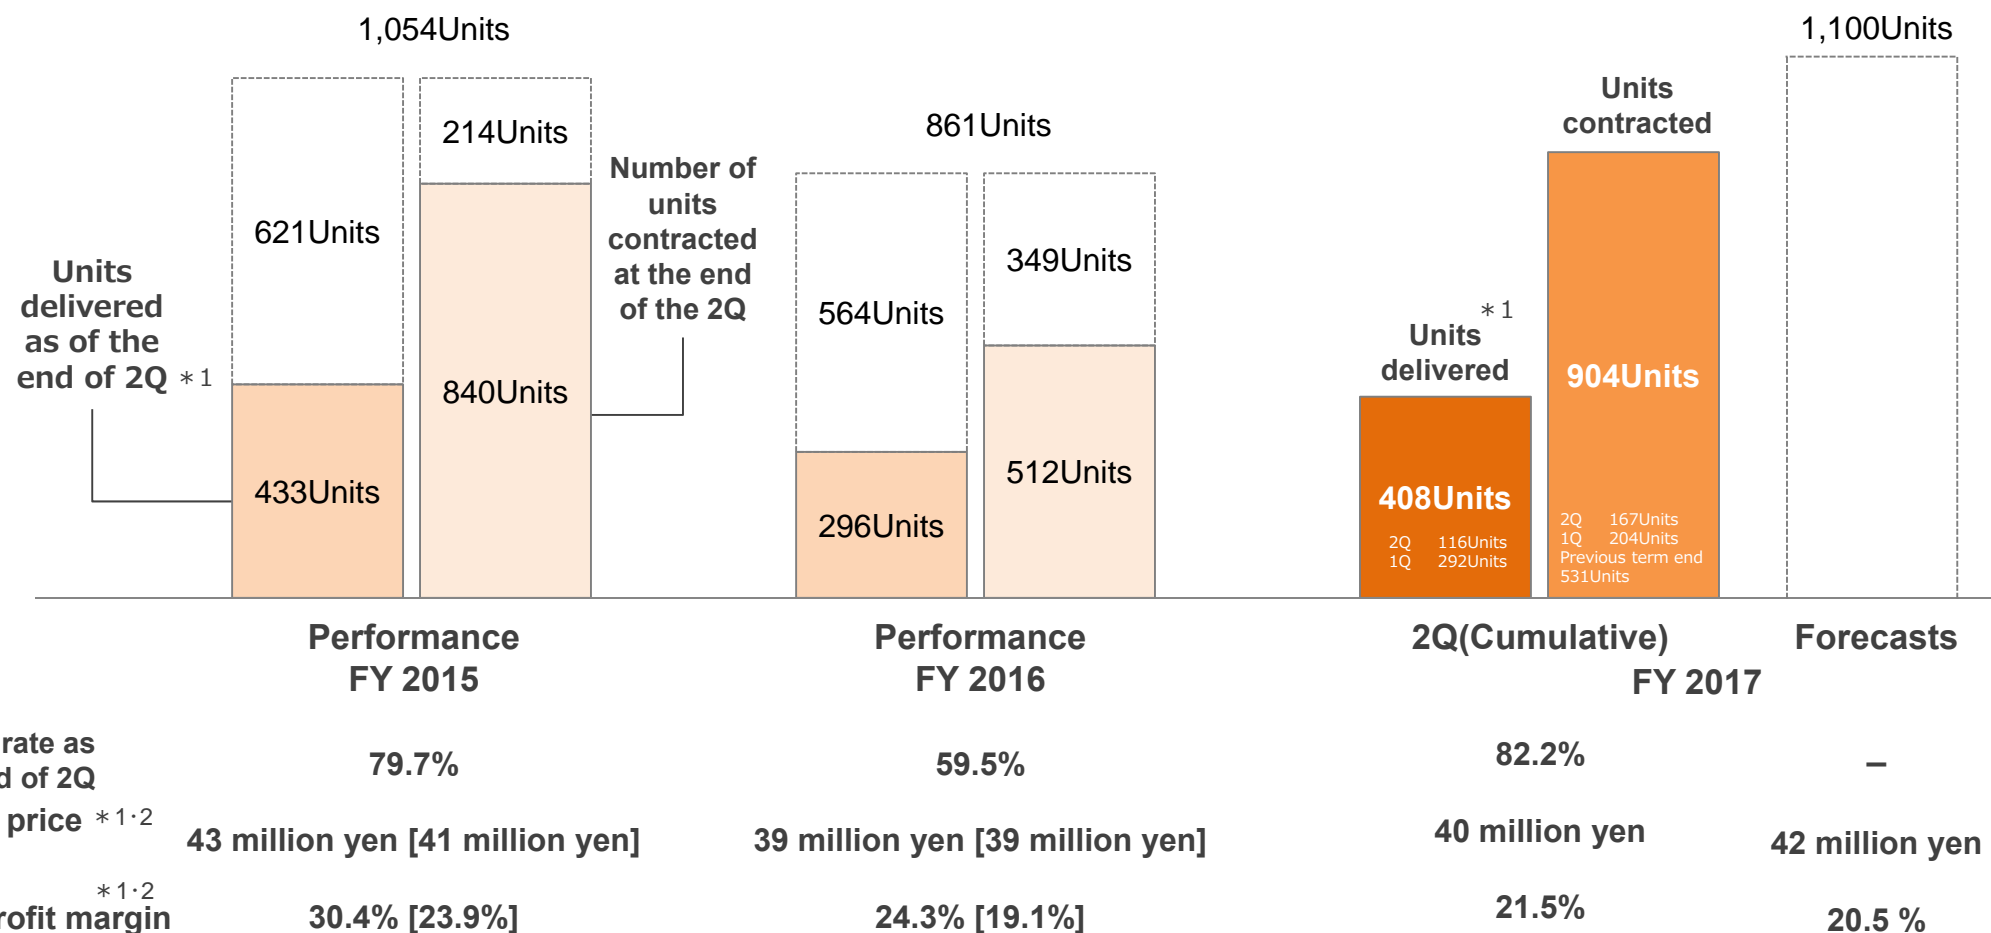 1,054Units
621Units
214Units
433Units
840Units
Units
delivered
as of the
end of 2Q *1
Number of
units
contracted
at the end
of the 2Q
861Units
564Units
349Units
296Units
512Units
*1
Units
delivered
408Units
2Q 116Units
1Q 292Units
Units
contracted
904Units
2Q 167Units
1Q 204Units
Previous term end
531Units
1,100Units
Performance
FY 2015
Performance
FY 2016
2Q(Cumulative)
Forecasts
FY 2017
rate as
d of 2Q
79.7%
59.5%
82.2%
–
price *1·2
43 million yen [41 million yen]
39 million yen [39 million yen]
40 million yen
42 million yen
*1·2
rofit margin
30.4% [23.9%]
24.3% [19.1%]
21.5%
20.5 %